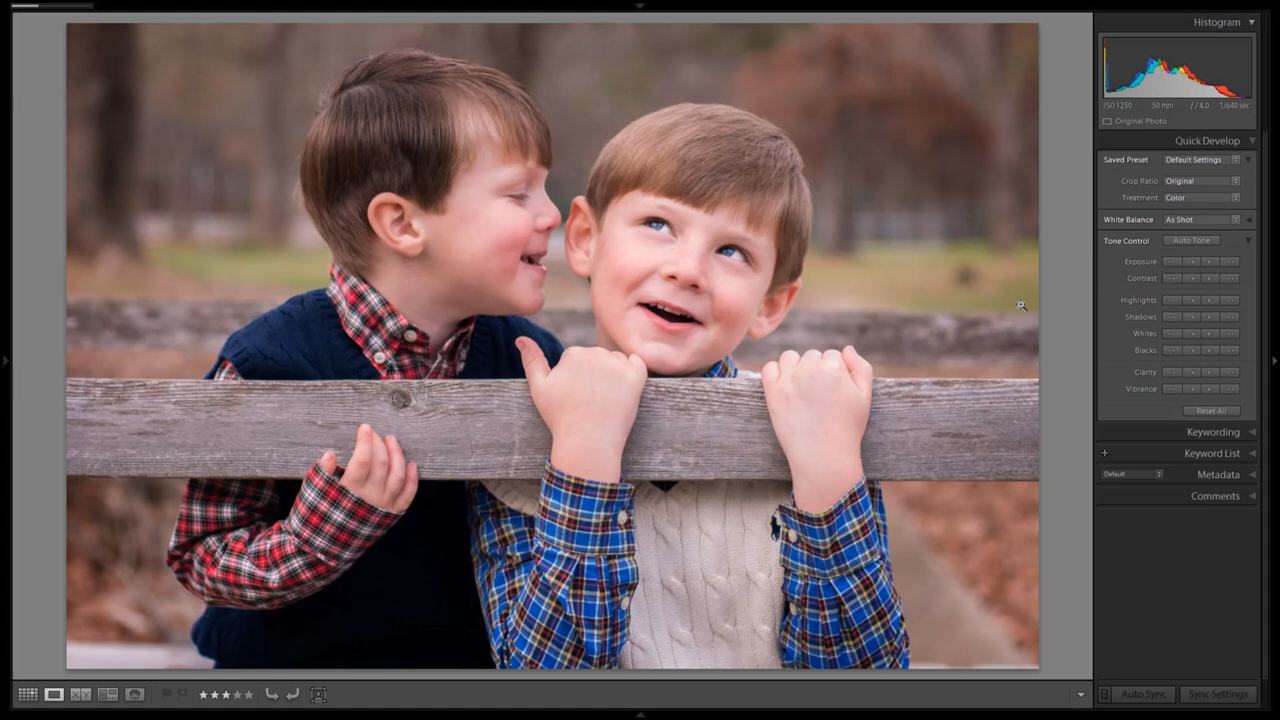 Histogram
ISO 1250 50 mm ƒ / 4.0 1/640 sec
Original Photo
Quick Develop
Saved Preset Default Settings
Crop Ratio Original
Treatment Color
White Balance As Shot
Tone Control Auto Tone
Exposure
Contrast
Highlights
Shadows
Whites
Blacks
Clarity
Vibrance
Reset All
Keywording
+ Keyword List
Default Metadata
Comments
XY
Auto Sync Sync Settings